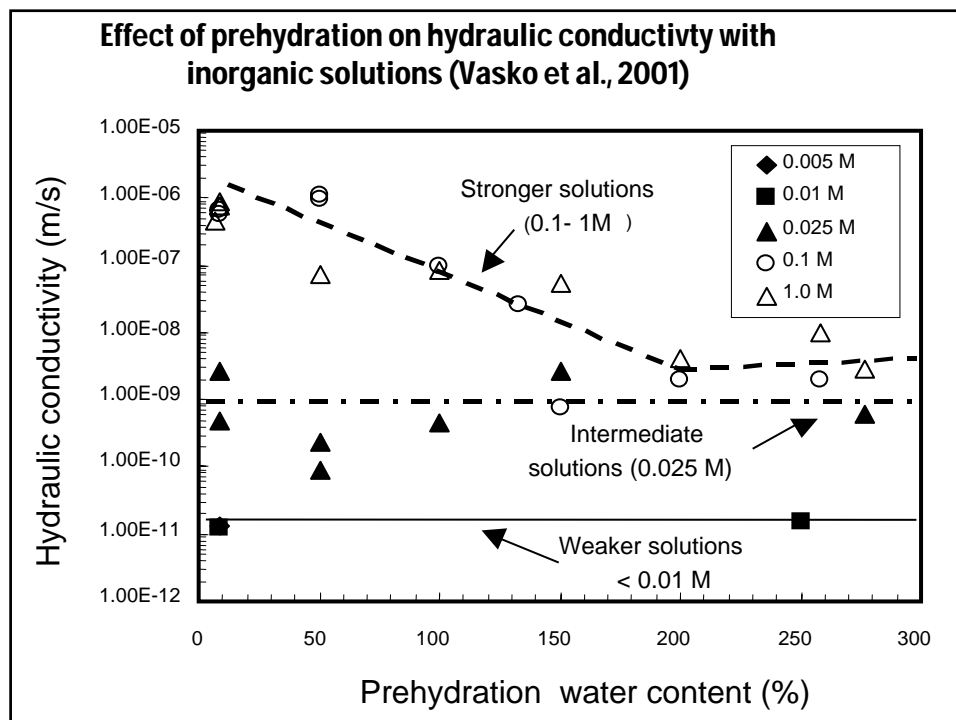 Effect of prehydration on hydraulic conductivty with
inorganic solutions (Vasko et al., 2001)
Hydraulic conductivity (m/s)
1.00E-05
1.00E-06
1.00E-07
1.00E-08
1.00E-09
1.00E-10
1.00E-11
1.00E-12
Stronger solutions
(0.1- 1M )
0.005 M
0.01 M
0.025 M
0.1 M
1.0 M
Intermediate
solutions (0.025 M)
Weaker solutions
< 0.01 M
0 50 100 150 200 250 300
Prehydration water content (%)